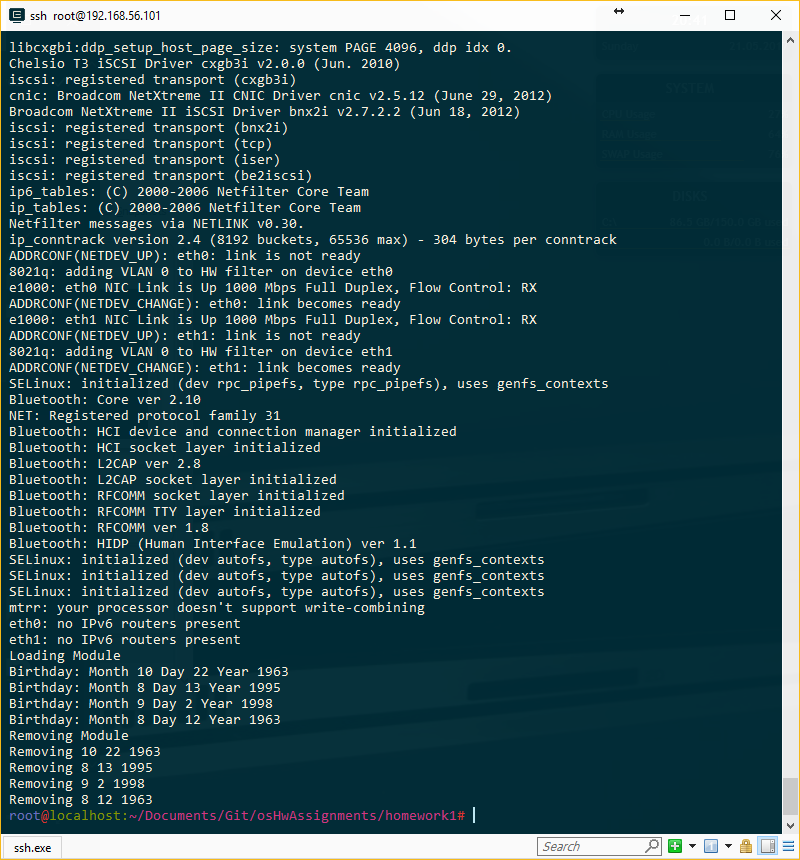 ssh root@192.168.56.101
libcxgbi:ddp_setup_host_page_size: system PAGE 4096, ddp idx 0.
Chelsio T3 iSCSI Driver cxgb3i v2.0.0 (Jun. 2010)
iscsi: registered transport (cxgb3i)
cnic: Broadcom NetXtreme II CNIC Driver cnic v2.5.12 (June 29, 2012)
Broadcom NetXtreme II iSCSI Driver bnx2i v2.7.2.2 (Jun 18, 2012)
iscsi: registered transport (bnx2i)
iscsi: registered transport (tcp)
iscsi: registered transport (iser)
iscsi: registered transport (be2iscsi)
ip6_tables: (C) 2000-2006 Netfilter Core Team
ip_tables: (C) 2000-2006 Netfilter Core Team
Netfilter messages via NETLINK v0.30.
ip_conntrack version 2.4 (8192 buckets, 65536 max) - 304 bytes per conntrack
ADDRCONF(NETDEV_UP): eth0: link is not ready
8021q: adding VLAN 0 to HW filter on device eth0
e1000: eth0 NIC Link is Up 1000 Mbps Full Duplex, Flow Control: RX
ADDRCONF(NETDEV_CHANGE): eth0: link becomes ready
e1000: eth1 NIC Link is Up 1000 Mbps Full Duplex, Flow Control: RX
ADDRCONF(NETDEV_UP): eth1: link is not ready
8021q: adding VLAN 0 to HW filter on device eth1
ADDRCONF(NETDEV_CHANGE): eth1: link becomes ready
SELinux: initialized (dev rpc_pipefs, type rpc_pipefs), uses genfs_contexts
Bluetooth: Core ver 2.10
NET: Registered protocol family 31
Bluetooth: HCI device and connection manager initialized
Bluetooth: HCI socket layer initialized
Bluetooth: L2CAP ver 2.8
Bluetooth: L2CAP socket layer initialized
Bluetooth: RFCOMM socket layer initialized
Bluetooth: RFCOMM TTY layer initialized
Bluetooth: RFCOMM ver 1.8
Bluetooth: HIDP (Human Interface Emulation) ver 1.1
SELinux: initialized (dev autofs, type autofs), uses genfs_contexts
SELinux: initialized (dev autofs, type autofs), uses genfs_contexts
SELinux: initialized (dev autofs, type autofs), uses genfs_contexts
mtrr: your processor doesn't support write-combining
eth0: no IPv6 routers present
eth1: no IPv6 routers present
Loading Module
Birthday: Month 10 Day 22 Year 1963
Birthday: Month 8 Day 13 Year 1995
Birthday: Month 9 Day 2 Year 1998
Birthday: Month 8 Day 12 Year 1963
Removing Module
Removing 10 22 1963
Removing 8 13 1995
Removing 9 2 1998
Removing 8 12 1963
root@localhost:~/Documents/Git/osHwAssignments/homework1#
ssh.exe
Search